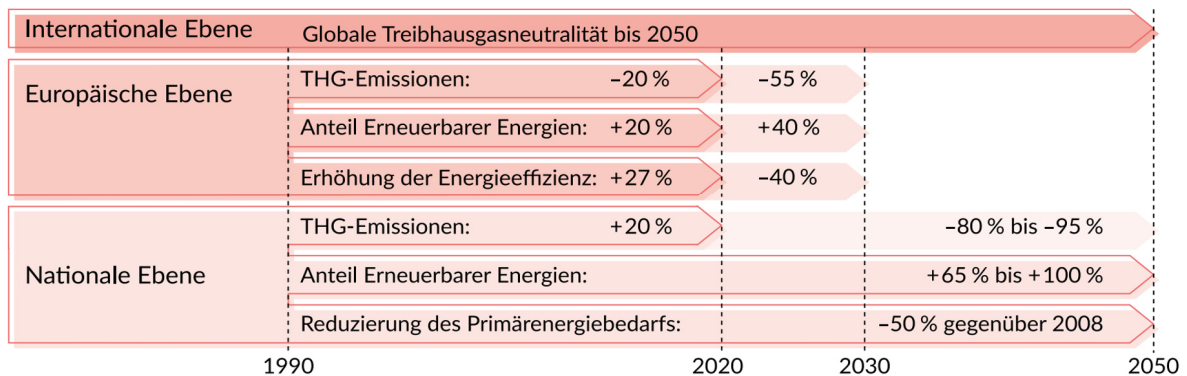 Internationale Ebene
Globale Treibhausgasneutralität bis 2050
Europäische Ebene
THG-Emissionen: –20 % –55 %
Anteil Erneuerbarer Energien: +20 % +40 %
Erhöhung der Energieeffizienz: +27 % –40 %
Nationale Ebene
THG-Emissionen: +20 % –80 % bis –95 %
Anteil Erneuerbarer Energien: +65 % bis +100 %
Reduzierung des Primärenergiebedarfs: –50 % gegenüber 2008
1990 2020 2030 2050